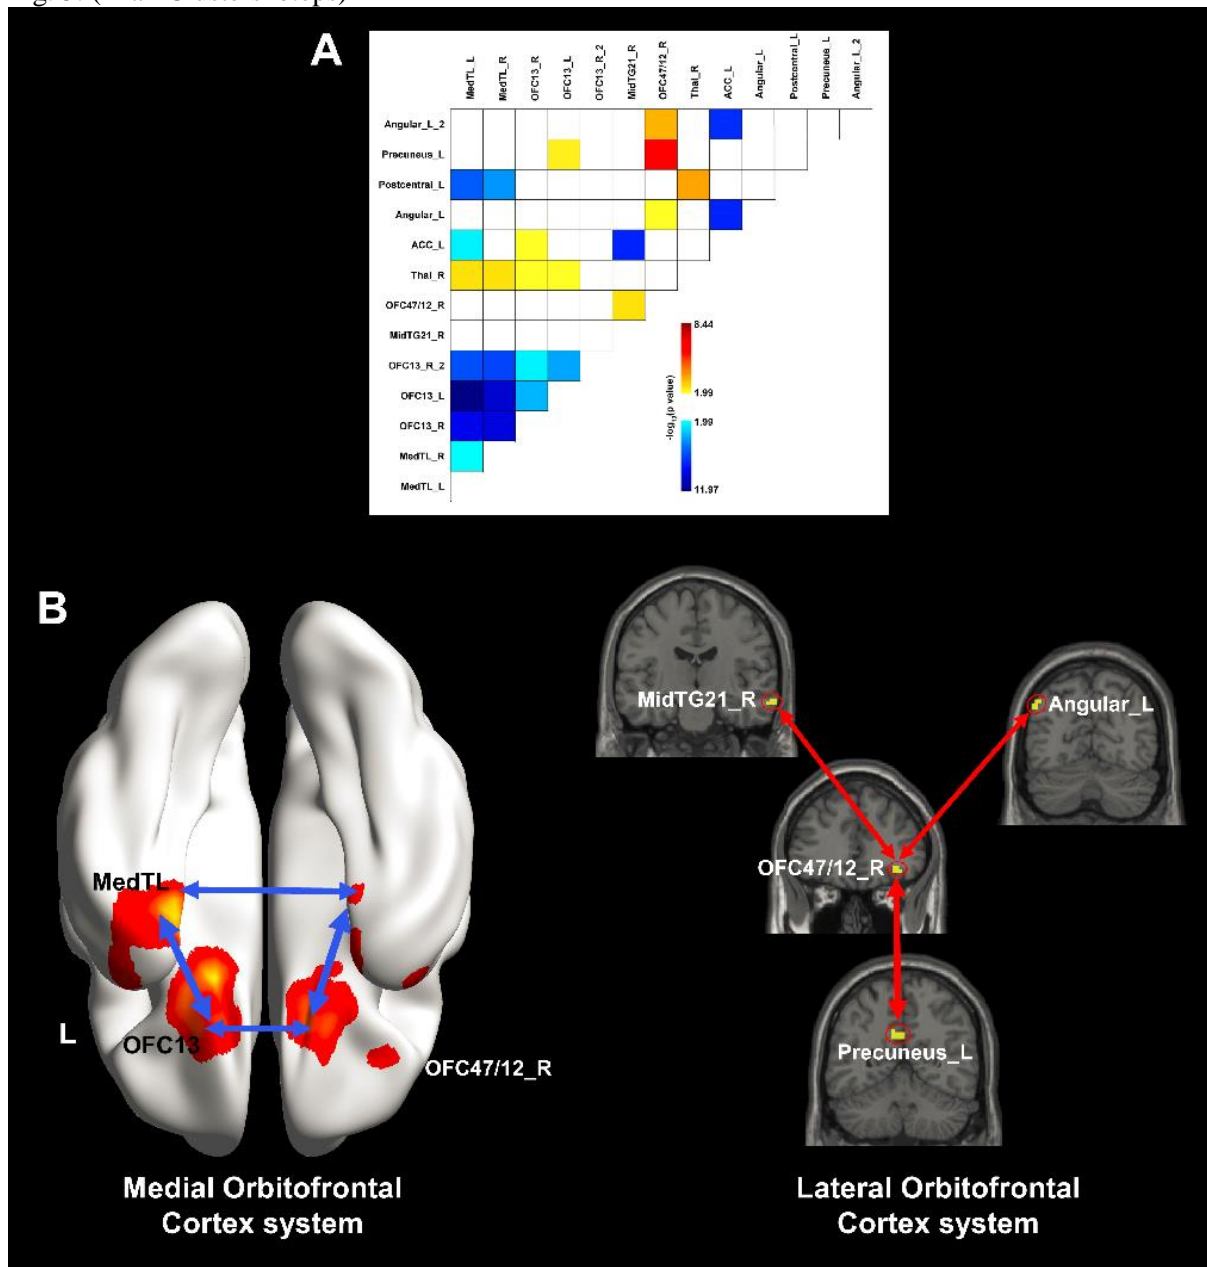 A
MedTL_L
MedTL_R
OFC13_R
OFC13_L
OFC13_R_2
MidTG21_R
OFC47/12_R
Thal_R
ACC_L
Angular_L
Postcentral_L
Precuneus_L
Angular_L_2
Angular_L_2
Precuneus_L
Postcentral_L
Angular_L
ACC_L
Thal_R
OFC47/12_R
MidTG21_R
OFC13_R_2
OFC13_L
OFC13_R
MedTL_R
MedTL_L
8.44
1.99
1.99
11.97
-log10(p value)
B
MidTG21_R
Angular_L
OFC47/12_R
Precuneus_L
MedTL
L
OFC13
OFC47/12_R
Medial Orbitofrontal
Cortex system
Lateral Orbitofrontal
Cortex system